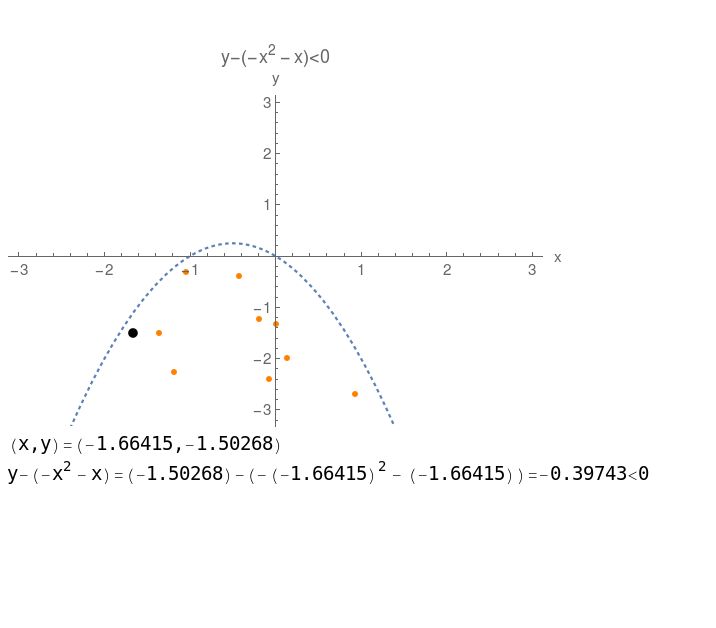 y−(−x² − x)<0
y
3
2
1
−3 −2 −1 1 2 3 x
−1
−2
−3
(x,y)=(−1.66415,−1.50268)
y−(−x² − x)=(−1.50268)−(−(−1.66415)² − (−1.66415))=−0.39743<0